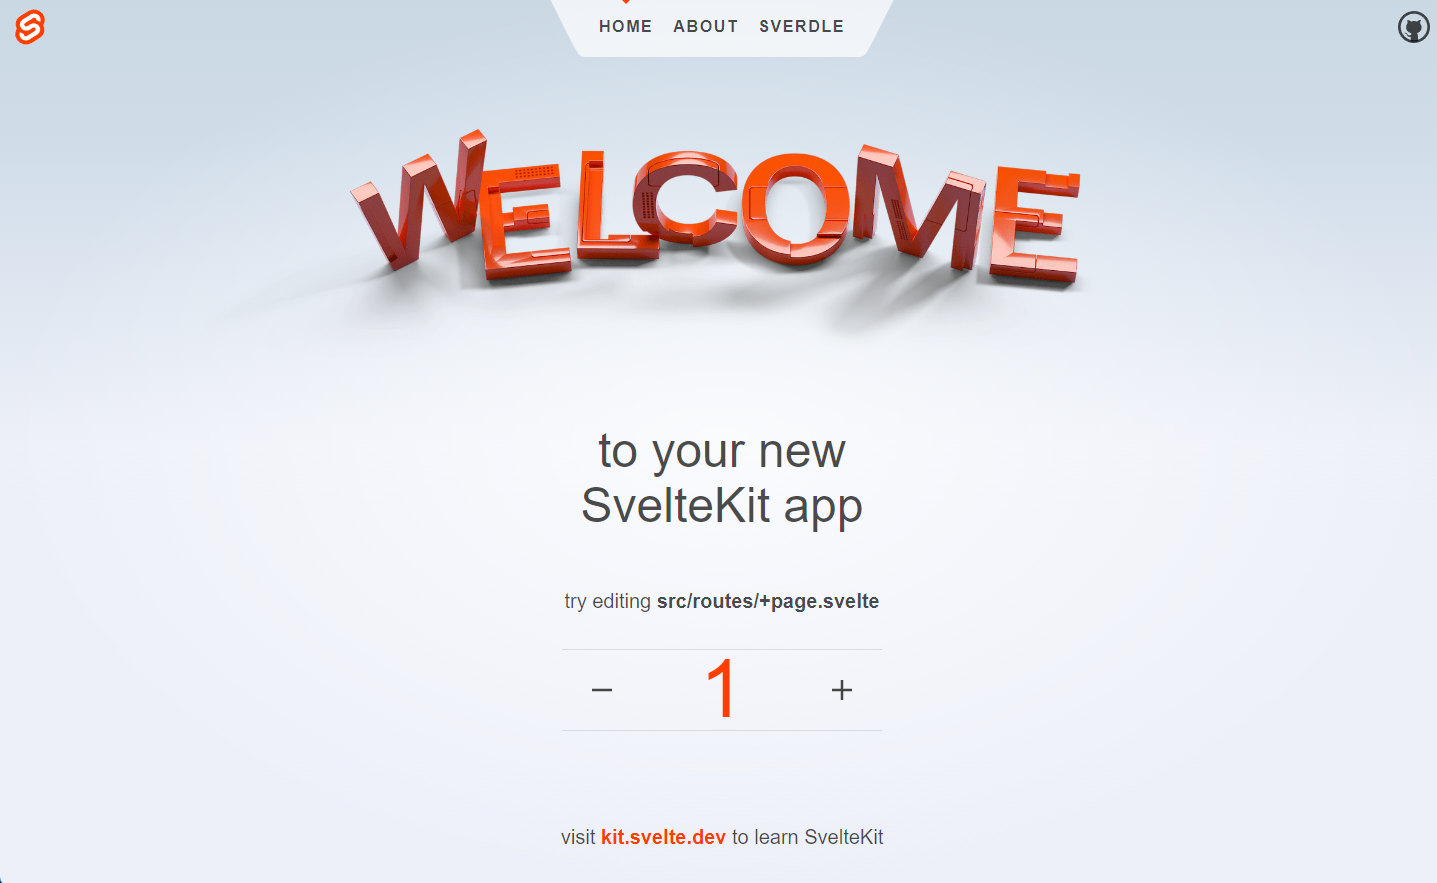 HOME ABOUT SVERDLE
WELCOME
to your new
SvelteKit app
try editing src/routes/+page.svelte
− 1 +
visit kit.svelte.dev to learn SvelteKit